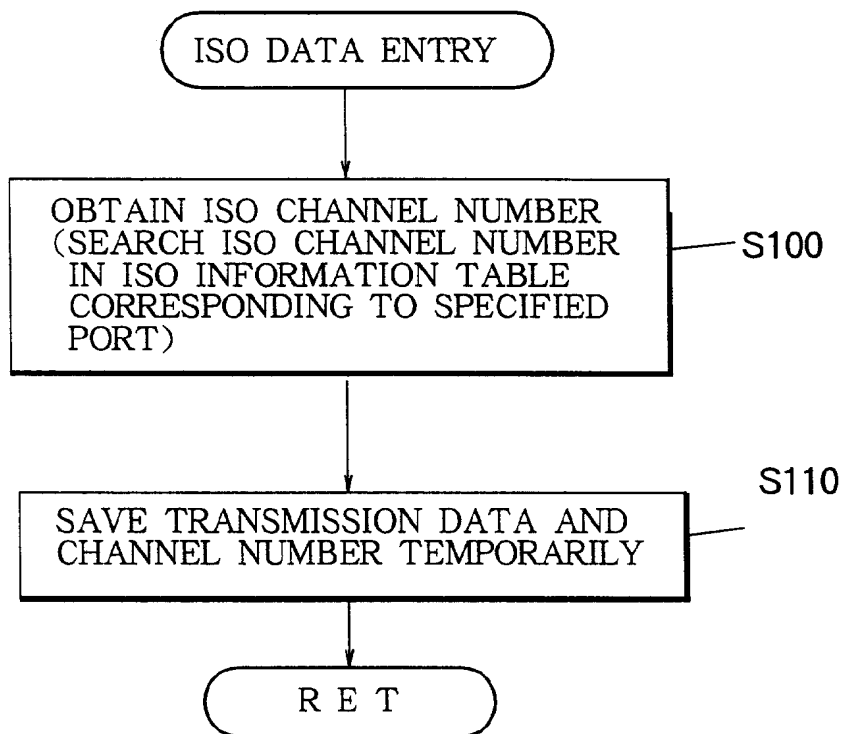 ISO DATA ENTRY
OBTAIN ISO CHANNEL NUMBER
(SEARCH ISO CHANNEL NUMBER
IN ISO INFORMATION TABLE
CORRESPONDING TO SPECIFIED
PORT)
S100
S110
SAVE TRANSMISSION DATA AND
CHANNEL NUMBER TEMPORARILY
R E T